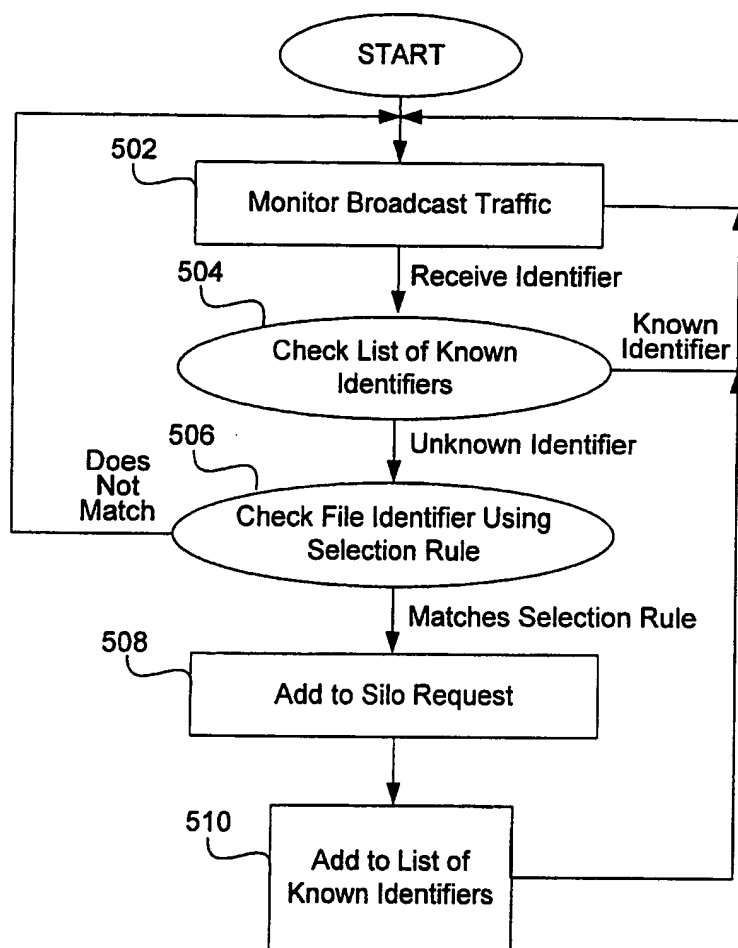 START
502
Monitor Broadcast Traffic
Receive Identifier
504
Known
Identifier
Check List of Known
Identifiers
506
Unknown Identifier
Does
Not
Match
Check File Identifier Using
Selection Rule
Matches Selection Rule
508
Add to Silo Request
510
Add to List of
Known Identifiers